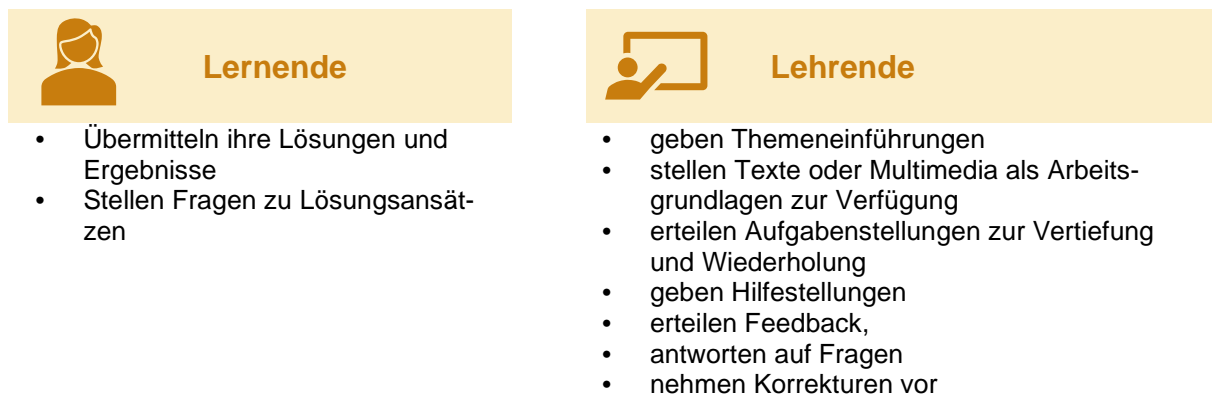 Lernende
• Übermitteln ihre Lösungen und
Ergebnisse
• Stellen Fragen zu Lösungsansät-
zen
Lehrende
• geben Themeneinführungen
• stellen Texte oder Multimedia als Arbeits-
grundlagen zur Verfügung
• erteilen Aufgabenstellungen zur Vertiefung
und Wiederholung
• geben Hilfestellungen
• erteilen Feedback,
• antworten auf Fragen
• nehmen Korrekturen vor